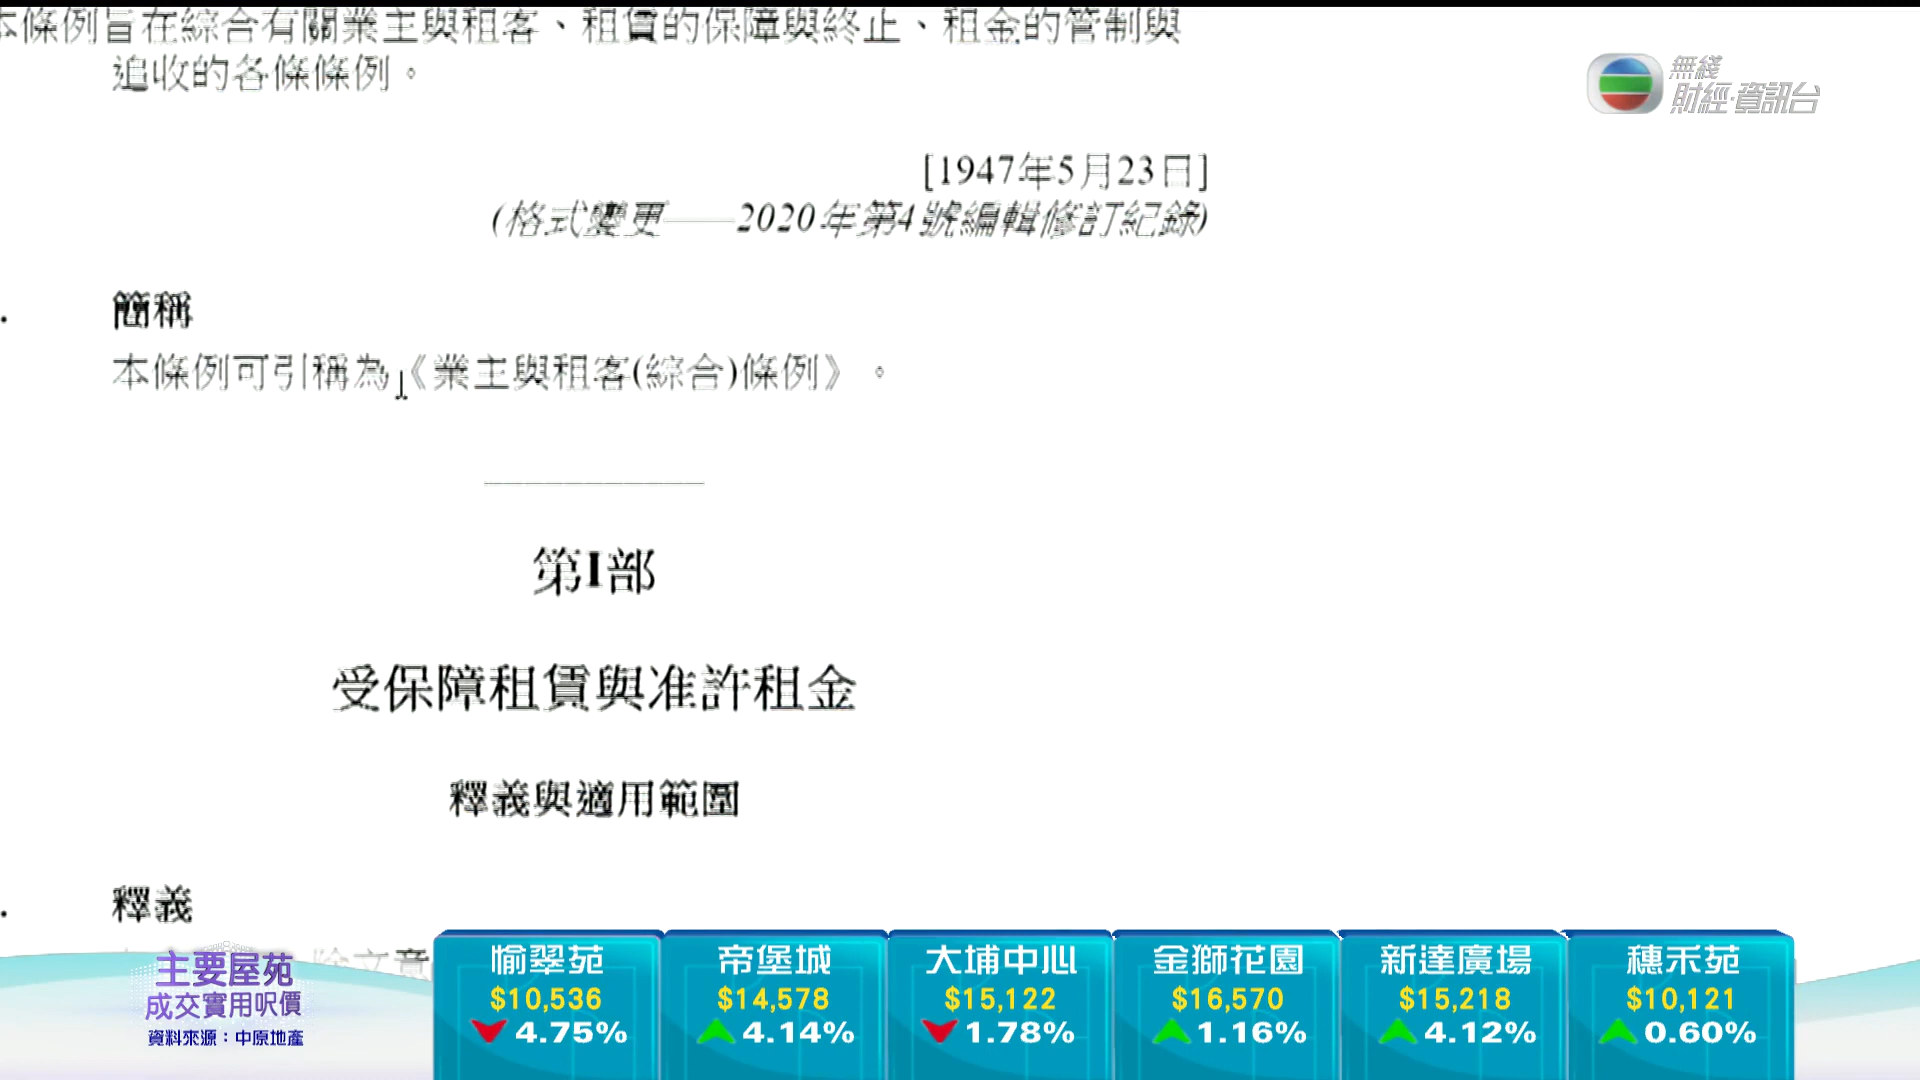 本條例旨在綜合有關業主與租客、租賃的保障與終止、租金的管制與
追收的各條條例。
無綫
財經·資訊台
[1947年5月23日]
(格式變更——2020年第4號編輯修訂紀錄)
. 簡稱
本條例可引稱為《業主與租客(綜合)條例》。
第I部
受保障租賃與准許租金
釋義與適用範圍
. 釋義
除文意
主要屋苑
成交實用呎價
資料來源：中原地產
愉翠苑
$10,536
4.75%
帝堡城
$14,578
4.14%
大埔中心
$15,122
1.78%
金獅花園
$16,570
1.16%
新達廣場
$15,218
4.12%
穗禾苑
$10,121
0.60%